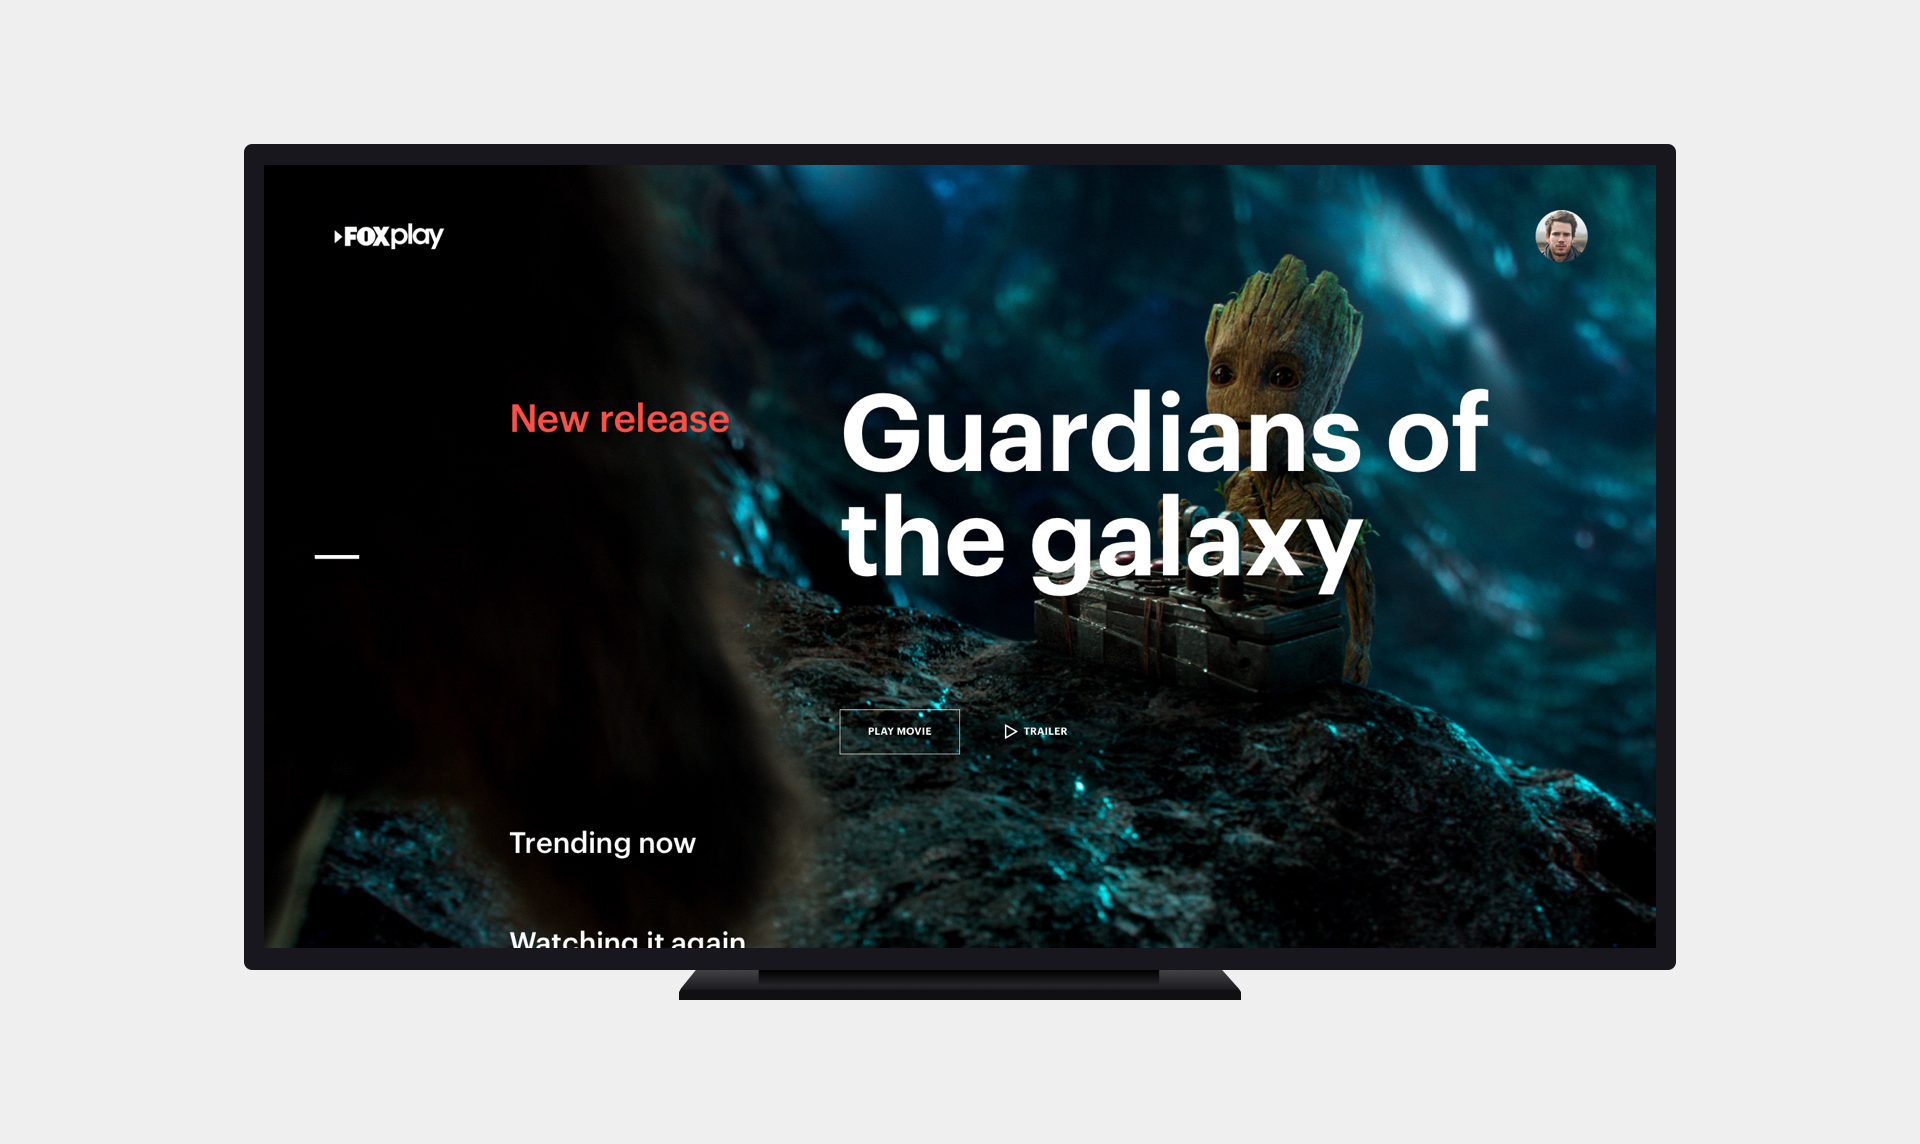 FOXplay
New release
Guardians of
the galaxy
PLAY MOVIE
TRAILER
Trending now
Watching it again